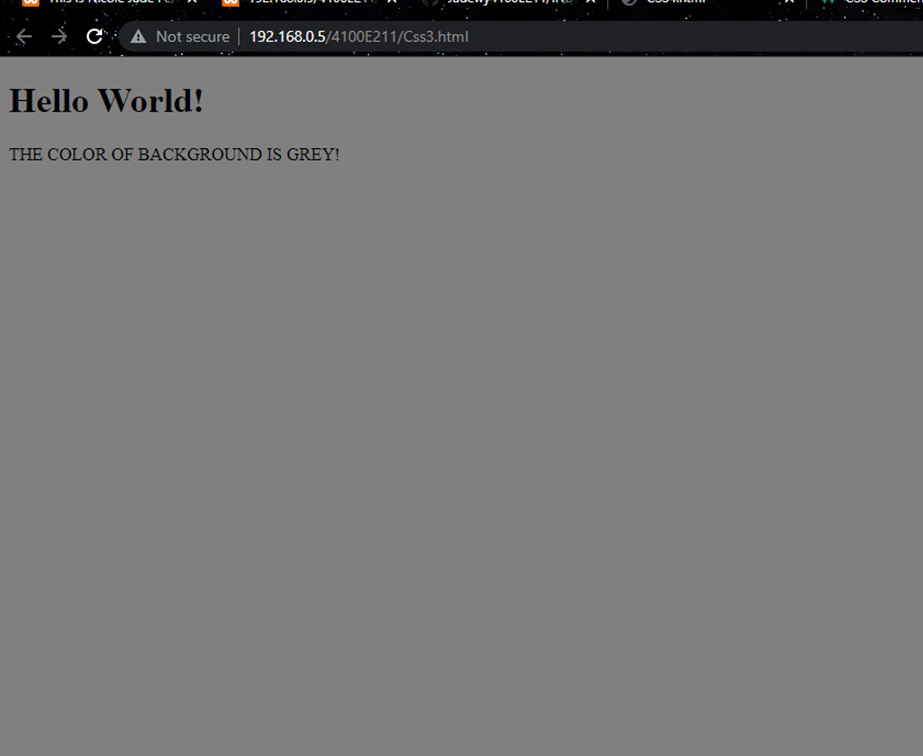 Not secure 192.168.0.5/4100E211/Css3.html
Hello World!
THE COLOR OF BACKGROUND IS GREY!